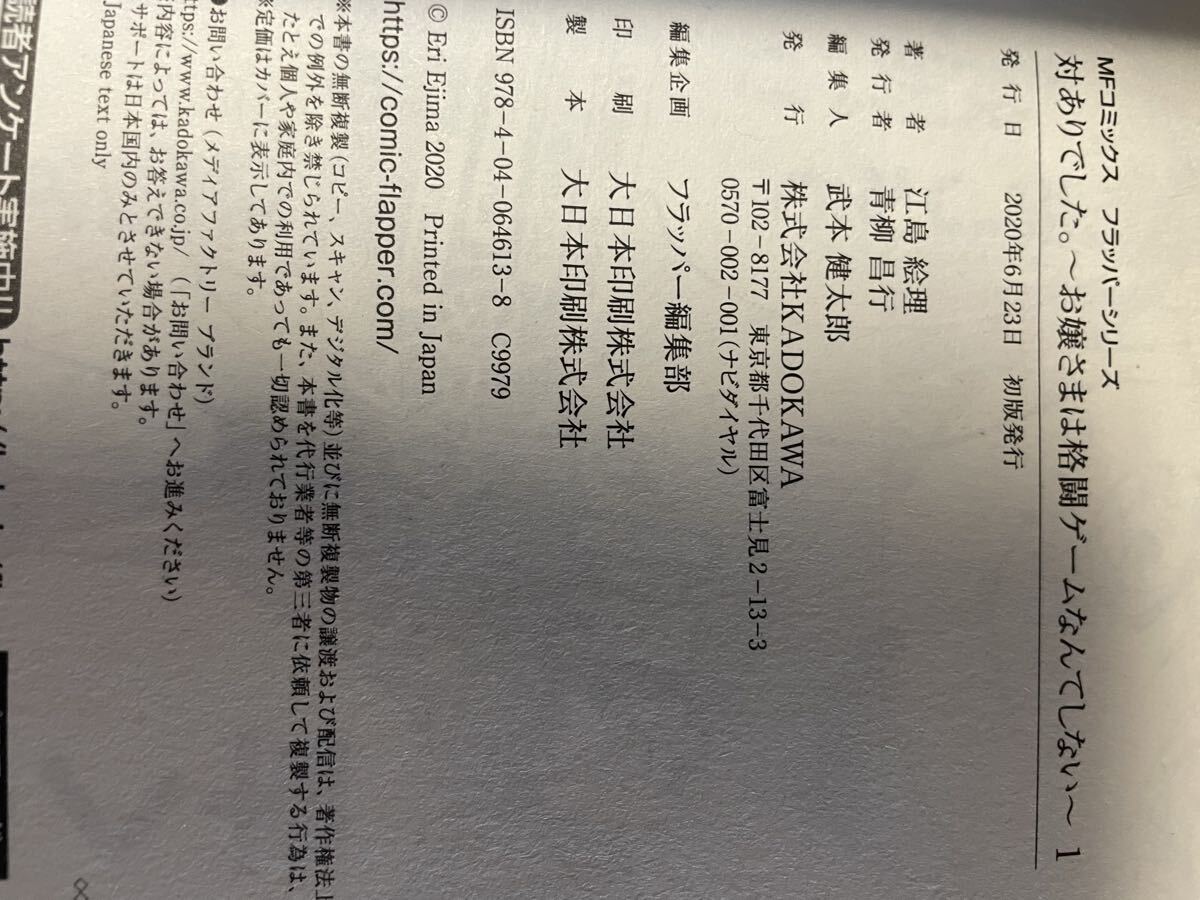 MFコミックス フラッパーシリーズ
対ありでした。～お嬢さまは格闘ゲームなんてしない～ 1
発行日 2020年6月23日 初版発行
著者 江島 絵理
発行者 青柳 昌行
編集人 武本 健太郎
発行 株式会社KADOKAWA
〒102-8177 東京都千代田区富士見2-13-3
0570-002-001(ナビダイヤル)
編集企画 フラッパー編集部
印刷 大日本印刷株式会社
製本 大日本印刷株式会社
ISBN 978-4-04-064613-8 C9979
© Eri Ejima 2020 Printed in Japan
https://comic-flapper.com/
※本書の無断複製(コピー、スキャン、デジタル化等)並びに無断複製物の譲渡および配信は、著作権法上
での例外を除き禁じられています。また、本書を代行業者等の第三者に依頼して複製する行為は、
たとえ個人や家庭内での利用であっても一切認められておりません。
※定価はカバーに表示してあります。
●お問い合わせ(メディアファクトリー ブランド)
https://www.kadokawa.co.jp/ (「お問い合わせ」へお進みください)
※内容によっては、お答えできない場合があります。
サポートは日本国内のみとさせていただきます。
Japanese text only
読者アンケート実施中!!